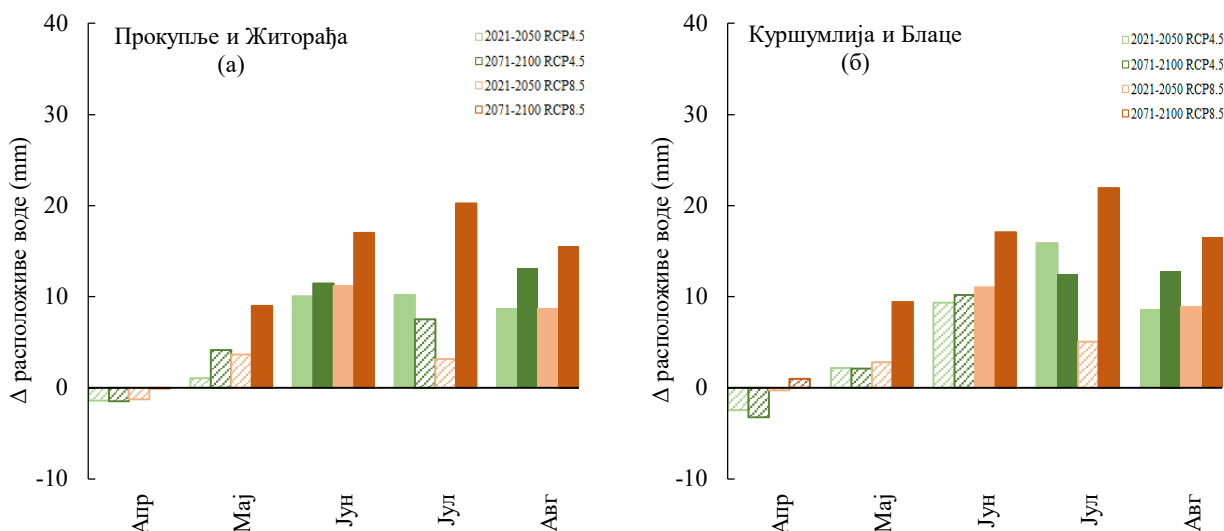 Прокупље и Житорађа
(а)
2021-2050 RCP4.5
2071-2100 RCP4.5
2021-2050 RCP8.5
2071-2100 RCP8.5
Δ расположиве воде (mm)
40
30
20
10
0
-10
Апр
Мај
Јун
Јул
Авг
Куршумлија и Блаце
(б)
2021-2050 RCP4.5
2071-2100 RCP4.5
2021-2050 RCP8.5
2071-2100 RCP8.5
Δ расположиве воде (mm)
40
30
20
10
0
-10
Апр
Мај
Јун
Јул
Авг